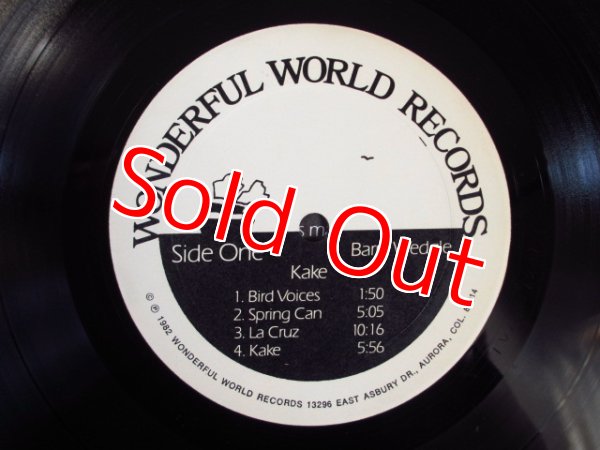 WONDERFUL WORLD RECORDS
Sold Out
Side One
Kake
1. Bird Voices 1:50
2. Spring Can 5:05
3. La Cruz 10:16
4. Kake 5:56
© ℗ 1982 WONDERFUL WORLD RECORDS 13296 EAST ASBURY DR., AURORA, COL.